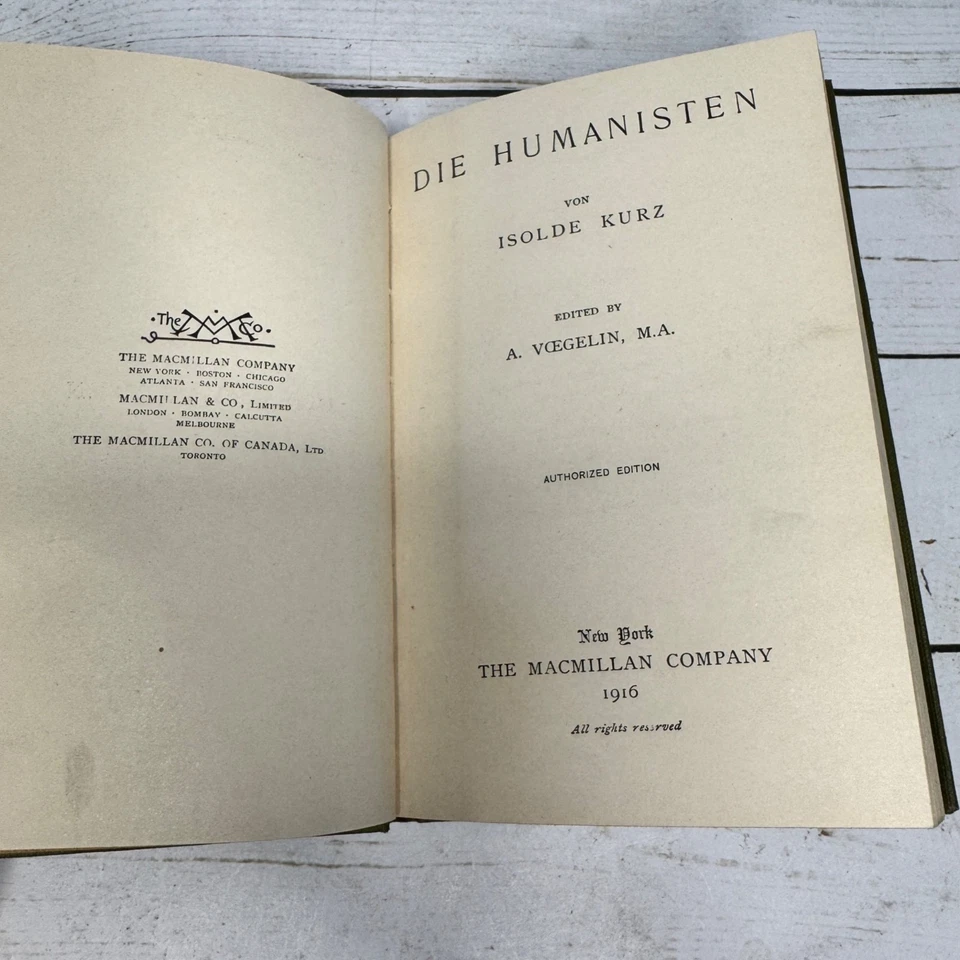 The M Co.
THE MACMILLAN COMPANY
NEW YORK · BOSTON · CHICAGO
ATLANTA · SAN FRANCISCO
MACMILLAN & CO., LIMITED
LONDON · BOMBAY · CALCUTTA
MELBOURNE
THE MACMILLAN CO. OF CANADA, LTD
TORONTO
DIE HUMANISTEN
VON
ISOLDE KURZ
EDITED BY
A. VŒGELIN, M.A.
AUTHORIZED EDITION
New York
THE MACMILLAN COMPANY
1916
All rights reserved